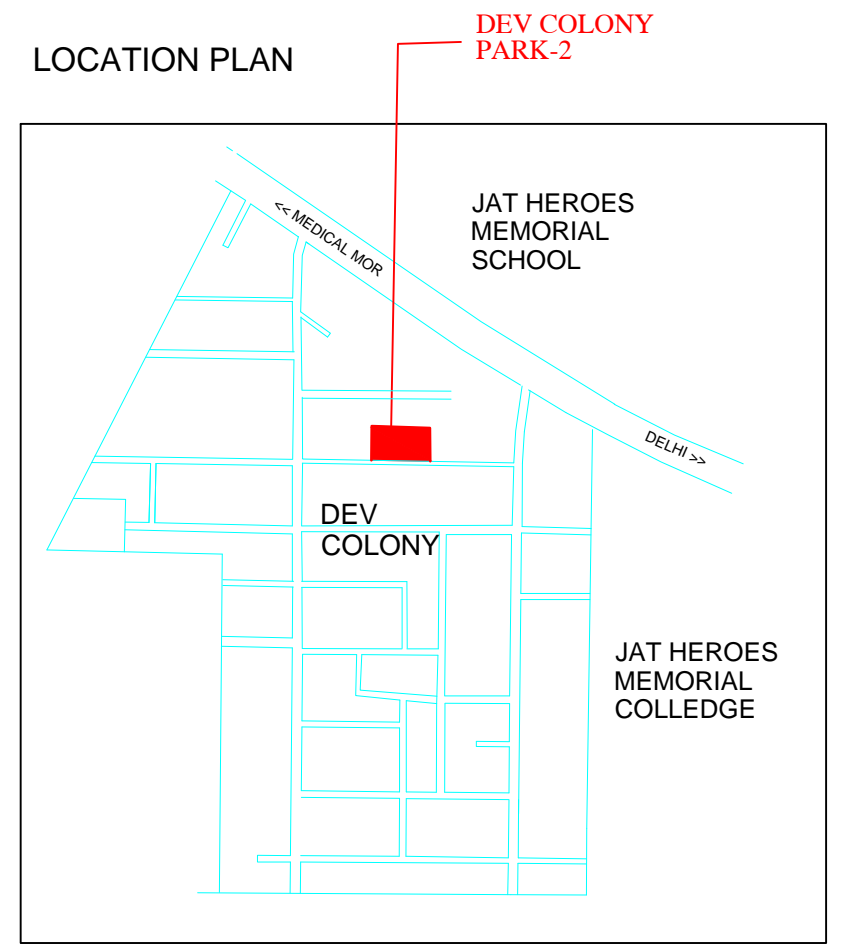 DEV COLONY
PARK-2
LOCATION PLAN
JAT HEROES
MEMORIAL
SCHOOL
<< MEDICAL MOR
DELHI >>
DEV
COLONY
JAT HEROES
MEMORIAL
COLLEDGE